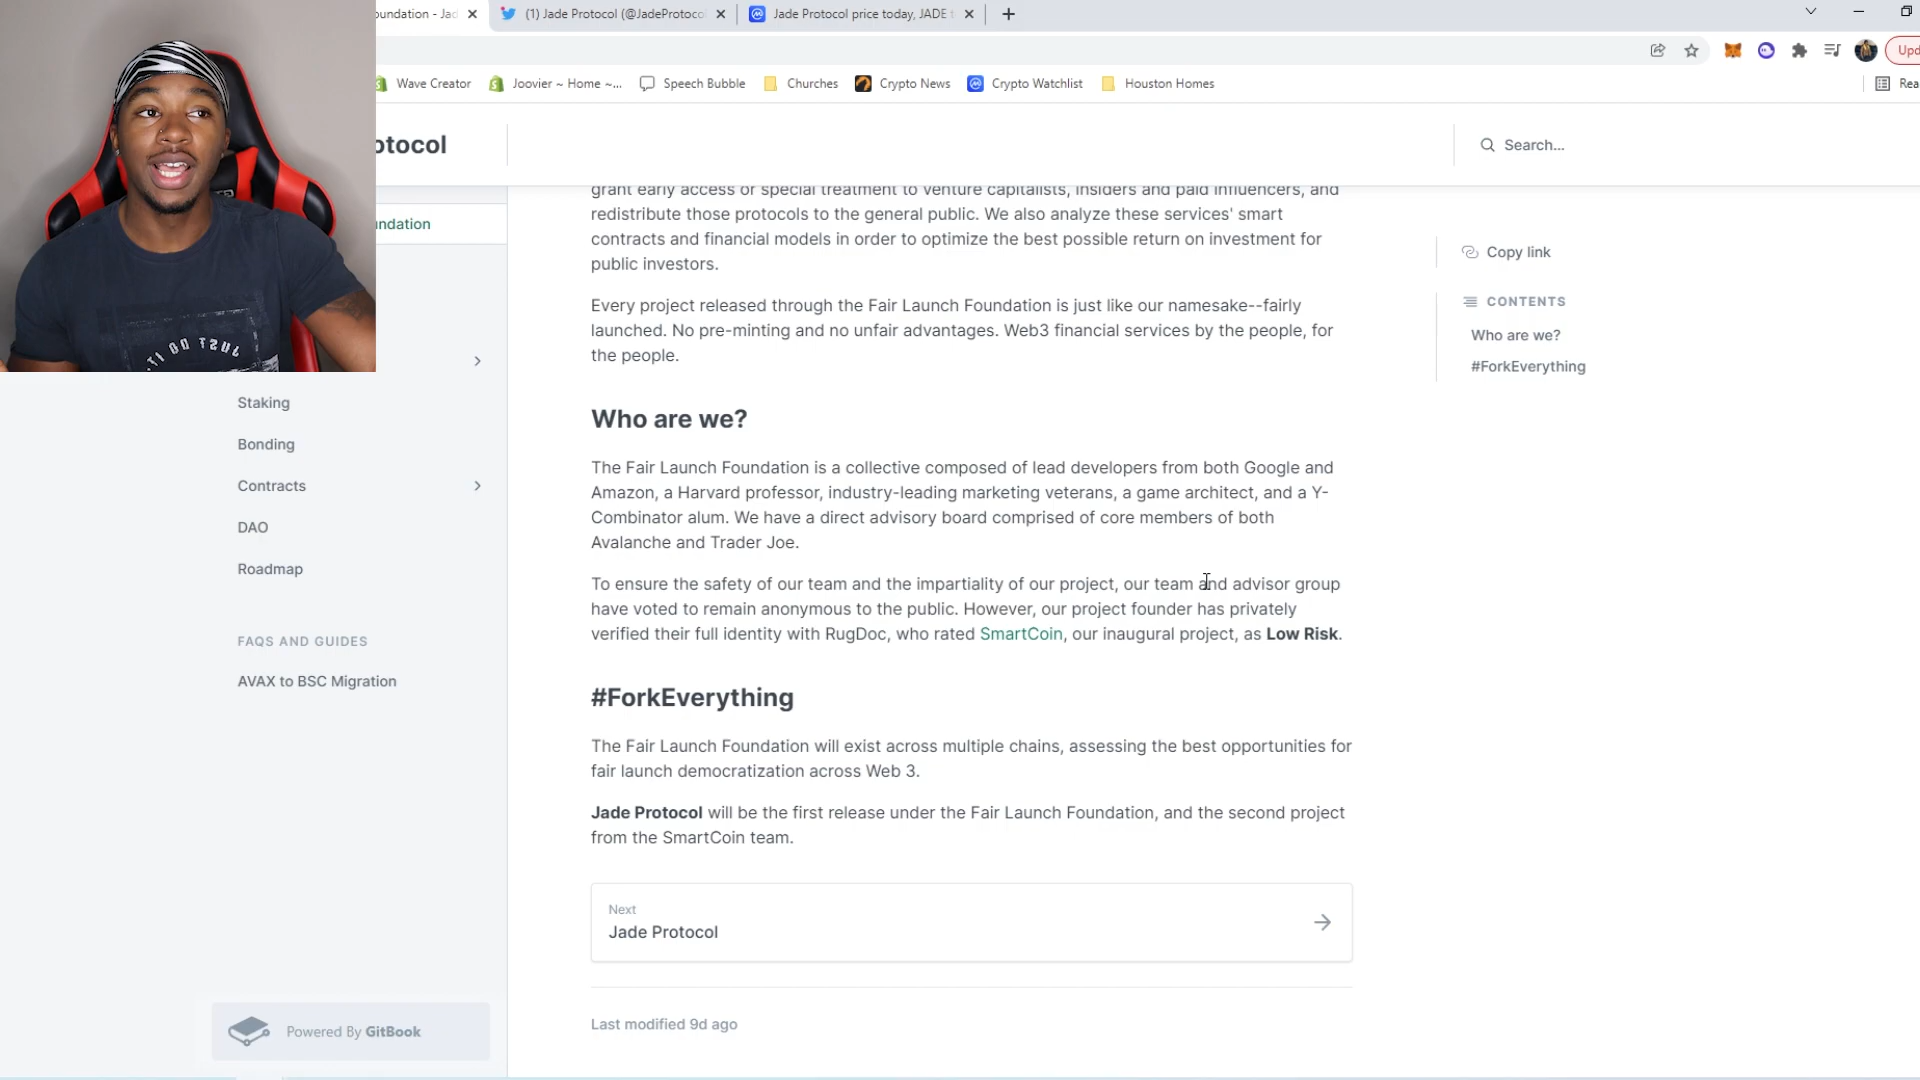 oundation - Jad
(1) Jade Protocol (@JadeProtoco
Jade Protocol price today, JADE t
Upd
Wave Creator
Joovier ~ Home ~...
Speech Bubble
Churches
Crypto News
Crypto Watchlist
Houston Homes
Rea
otocol
Search...
grant early access or special treatment to venture capitalists, insiders and paid influencers, and
redistribute those protocols to the general public. We also analyze these services' smart
contracts and financial models in order to optimize the best possible return on investment for
public investors.
Every project released through the Fair Launch Foundation is just like our namesake--fairly
launched. No pre-minting and no unfair advantages. Web3 financial services by the people, for
the people.
Who are we?
The Fair Launch Foundation is a collective composed of lead developers from both Google and
Amazon, a Harvard professor, industry-leading marketing veterans, a game architect, and a Y-
Combinator alum. We have a direct advisory board comprised of core members of both
Avalanche and Trader Joe.
To ensure the safety of our team and the impartiality of our project, our team and advisor group
have voted to remain anonymous to the public. However, our project founder has privately
verified their full identity with RugDoc, who rated SmartCoin, our inaugural project, as Low Risk.
#ForkEverything
The Fair Launch Foundation will exist across multiple chains, assessing the best opportunities for
fair launch democratization across Web 3.
Jade Protocol will be the first release under the Fair Launch Foundation, and the second project
from the SmartCoin team.
Next
Jade Protocol
Last modified 9d ago
ndation
Staking
Bonding
Contracts
DAO
Roadmap
FAQS AND GUIDES
AVAX to BSC Migration
Powered By GitBook
Copy link
CONTENTS
Who are we?
#ForkEverything